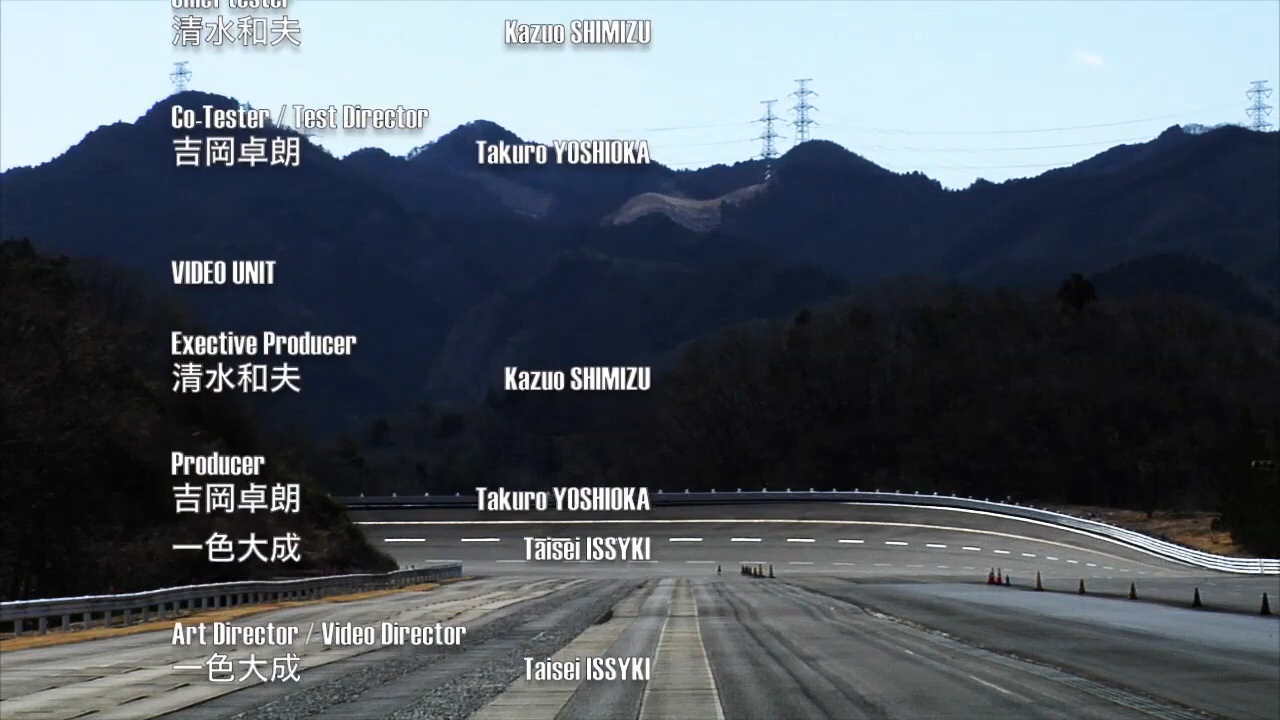 Chief Tester
清水和夫 Kazuo SHIMIZU
Co-Tester / Test Director
吉岡卓朗 Takuro YOSHIOKA
VIDEO UNIT
Exective Producer
清水和夫 Kazuo SHIMIZU
Producer
吉岡卓朗 Takuro YOSHIOKA
一色大成 Taisei ISSYKI
Art Director / Video Director
一色大成 Taisei ISSYKI